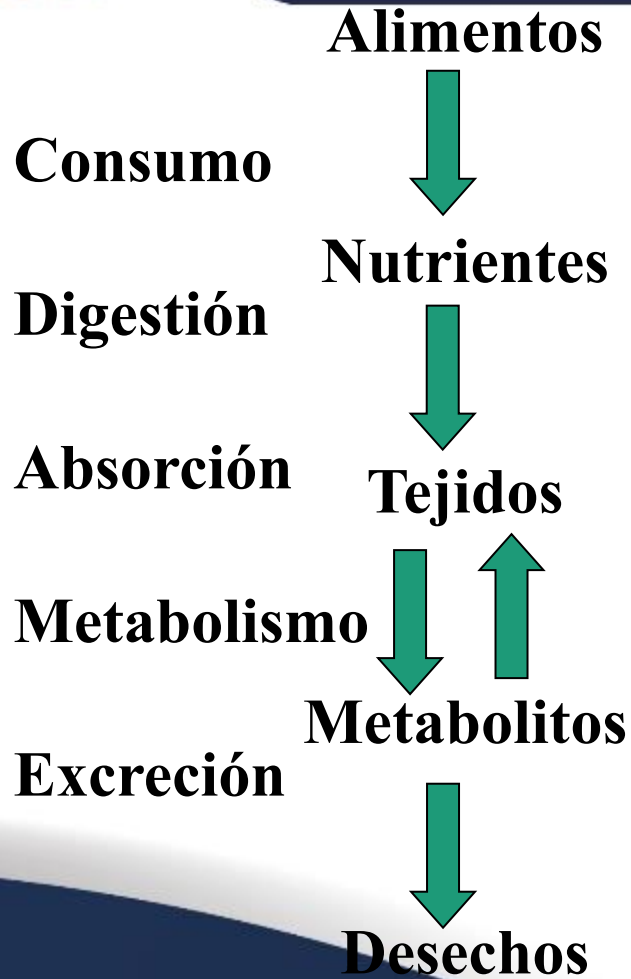 Alimentos
Consumo
Nutrientes
Digestión
Absorción
Tejidos
Metabolismo
Metabolitos
Excreción
Desechos